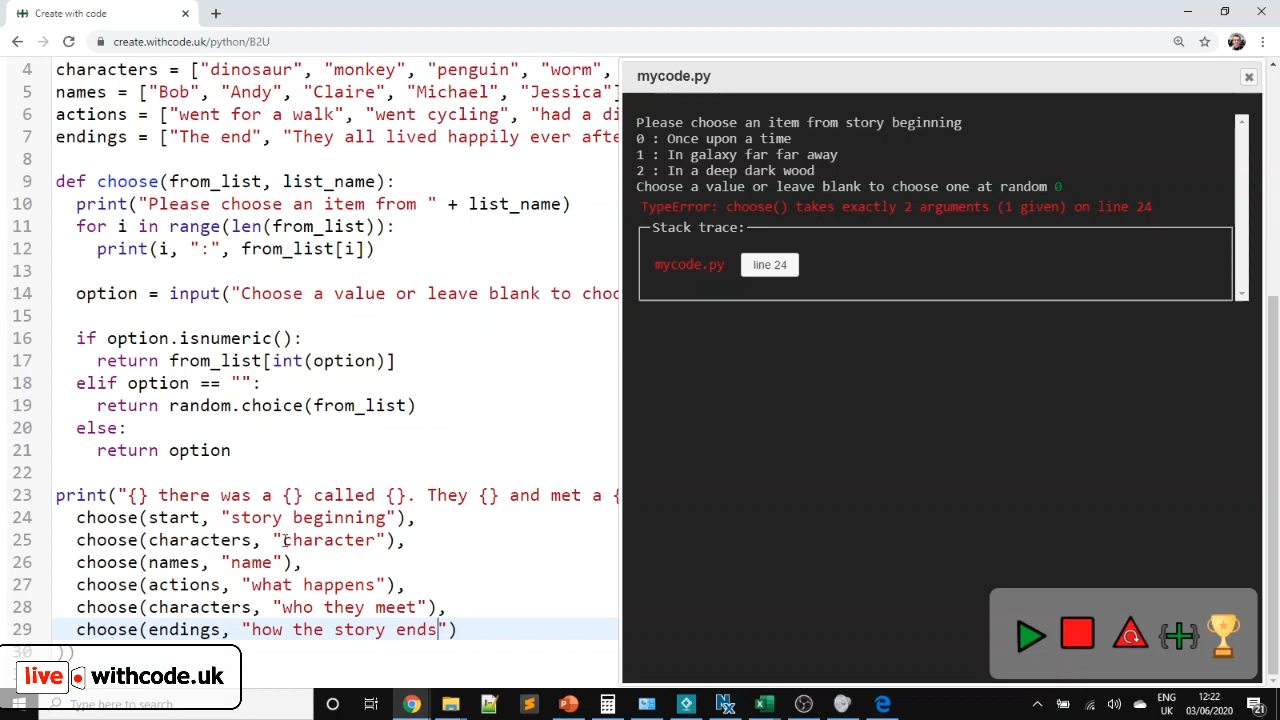 Create with code
create.withcode.uk/python/B2U
4 characters = ["dinosaur", "monkey", "penguin", "worm",
5 names = ["Bob", "Andy", "Claire", "Michael", "Jessica"]
6 actions = ["went for a walk", "went cycling", "had a di
7 endings = ["The end", "They all lived happily ever afte
8
9 def choose(from_list, list_name):
10 print("Please choose an item from " + list_name)
11 for i in range(len(from_list)):
12 print(i, ":", from_list[i])
13
14 option = input("Choose a value or leave blank to choo
15
16 if option.isnumeric():
17 return from_list[int(option)]
18 elif option == "":
19 return random.choice(from_list)
20 else:
21 return option
22
23 print("{} there was a {} called {}. They {} and met a {
24 choose(start, "story beginning"),
25 choose(characters, "character"),
26 choose(names, "name"),
27 choose(actions, "what happens"),
28 choose(characters, "who they meet"),
29 choose(endings, "how the story ends")
30 ))
mycode.py
Please choose an item from story beginning
0 : Once upon a time
1 : In galaxy far far away
2 : In a deep dark wood
Choose a value or leave blank to choose one at random 0
TypeError: choose() takes exactly 2 arguments (1 given) on line 24
Stack trace:
mycode.py line 24
live withcode.uk
Type here to search
ENG
UK
12:22
03/06/2020
21